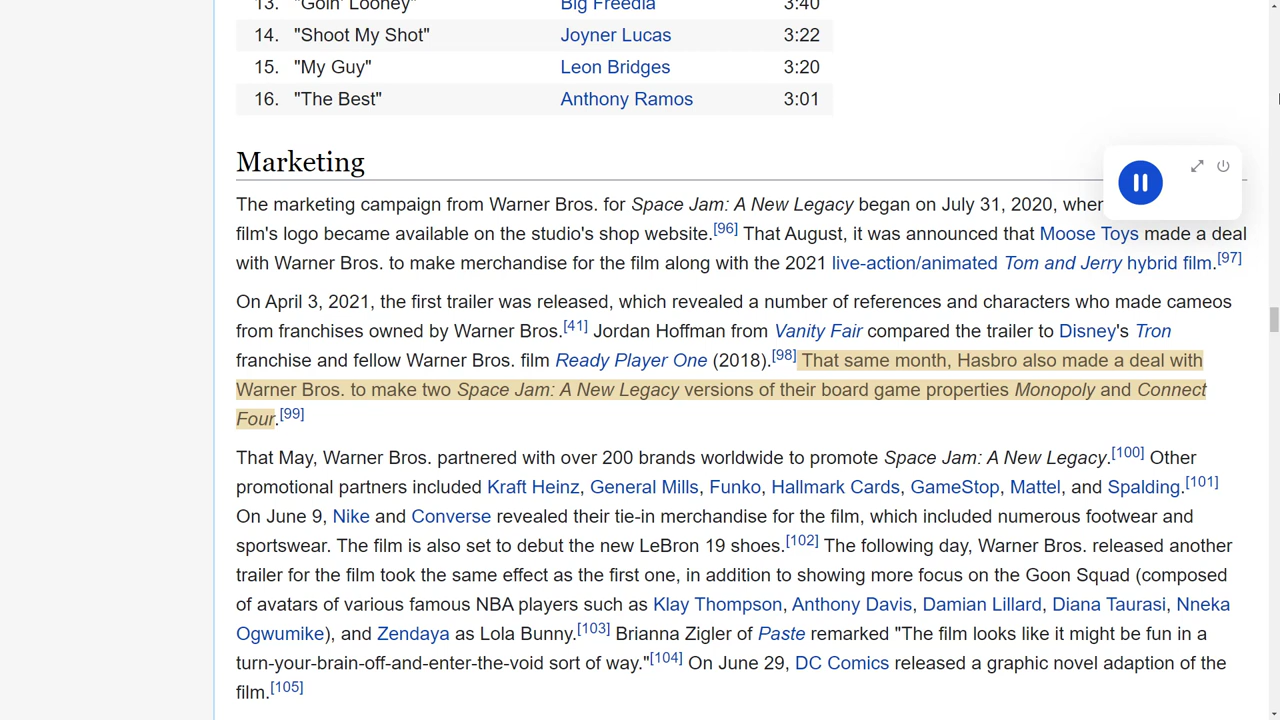 13. "Goin' Looney" Big Freedia 3:40
14. "Shoot My Shot" Joyner Lucas 3:22
15. "My Guy" Leon Bridges 3:20
16. "The Best" Anthony Ramos 3:01
Marketing
The marketing campaign from Warner Bros. for Space Jam: A New Legacy began on July 31, 2020, when
film's logo became available on the studio's shop website.[96] That August, it was announced that Moose Toys made a deal
with Warner Bros. to make merchandise for the film along with the 2021 live-action/animated Tom and Jerry hybrid film.[97]
On April 3, 2021, the first trailer was released, which revealed a number of references and characters who made cameos
from franchises owned by Warner Bros.[41] Jordan Hoffman from Vanity Fair compared the trailer to Disney's Tron
franchise and fellow Warner Bros. film Ready Player One (2018).[98] That same month, Hasbro also made a deal with
Warner Bros. to make two Space Jam: A New Legacy versions of their board game properties Monopoly and Connect
Four.[99]
That May, Warner Bros. partnered with over 200 brands worldwide to promote Space Jam: A New Legacy.[100] Other
promotional partners included Kraft Heinz, General Mills, Funko, Hallmark Cards, GameStop, Mattel, and Spalding.[101]
On June 9, Nike and Converse revealed their tie-in merchandise for the film, which included numerous footwear and
sportswear. The film is also set to debut the new LeBron 19 shoes.[102] The following day, Warner Bros. released another
trailer for the film took the same effect as the first one, in addition to showing more focus on the Goon Squad (composed
of avatars of various famous NBA players such as Klay Thompson, Anthony Davis, Damian Lillard, Diana Taurasi, Nneka
Ogwumike), and Zendaya as Lola Bunny.[103] Brianna Zigler of Paste remarked "The film looks like it might be fun in a
turn-your-brain-off-and-enter-the-void sort of way."[104] On June 29, DC Comics released a graphic novel adaption of the
film.[105]